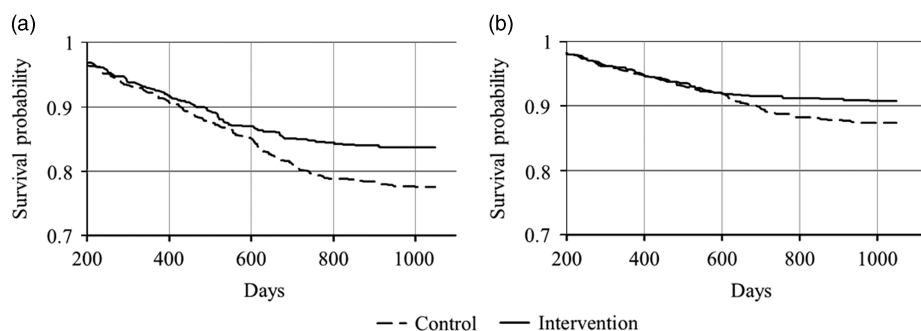 (a)
Survival probability
1
0.9
0.8
0.7
200 400 600 800 1000
Days
(b)
Survival probability
1
0.9
0.8
0.7
200 400 600 800 1000
Days
Control Intervention